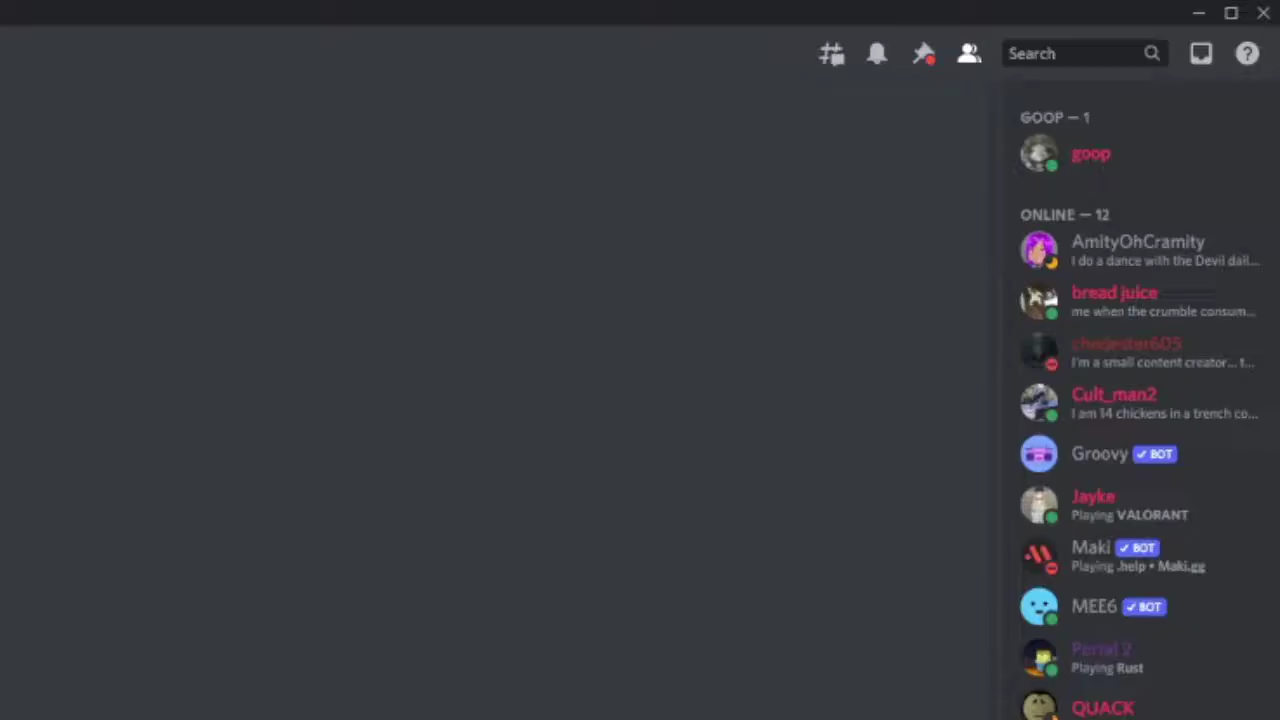 Search
GOOP — 1
goop
ONLINE — 12
AmityOhCramity
I do a dance with the Devil dail...
bread juice
me when the crumble consum...
chedester605
I'm a small content creator... t...
Cult_man2
I am 14 chickens in a trench co...
Groovy ✓ BOT
Jayke
Playing VALORANT
Maki ✓ BOT
Playing .help • Maki.gg
MEE6 ✓ BOT
Playing Rust
QUACK